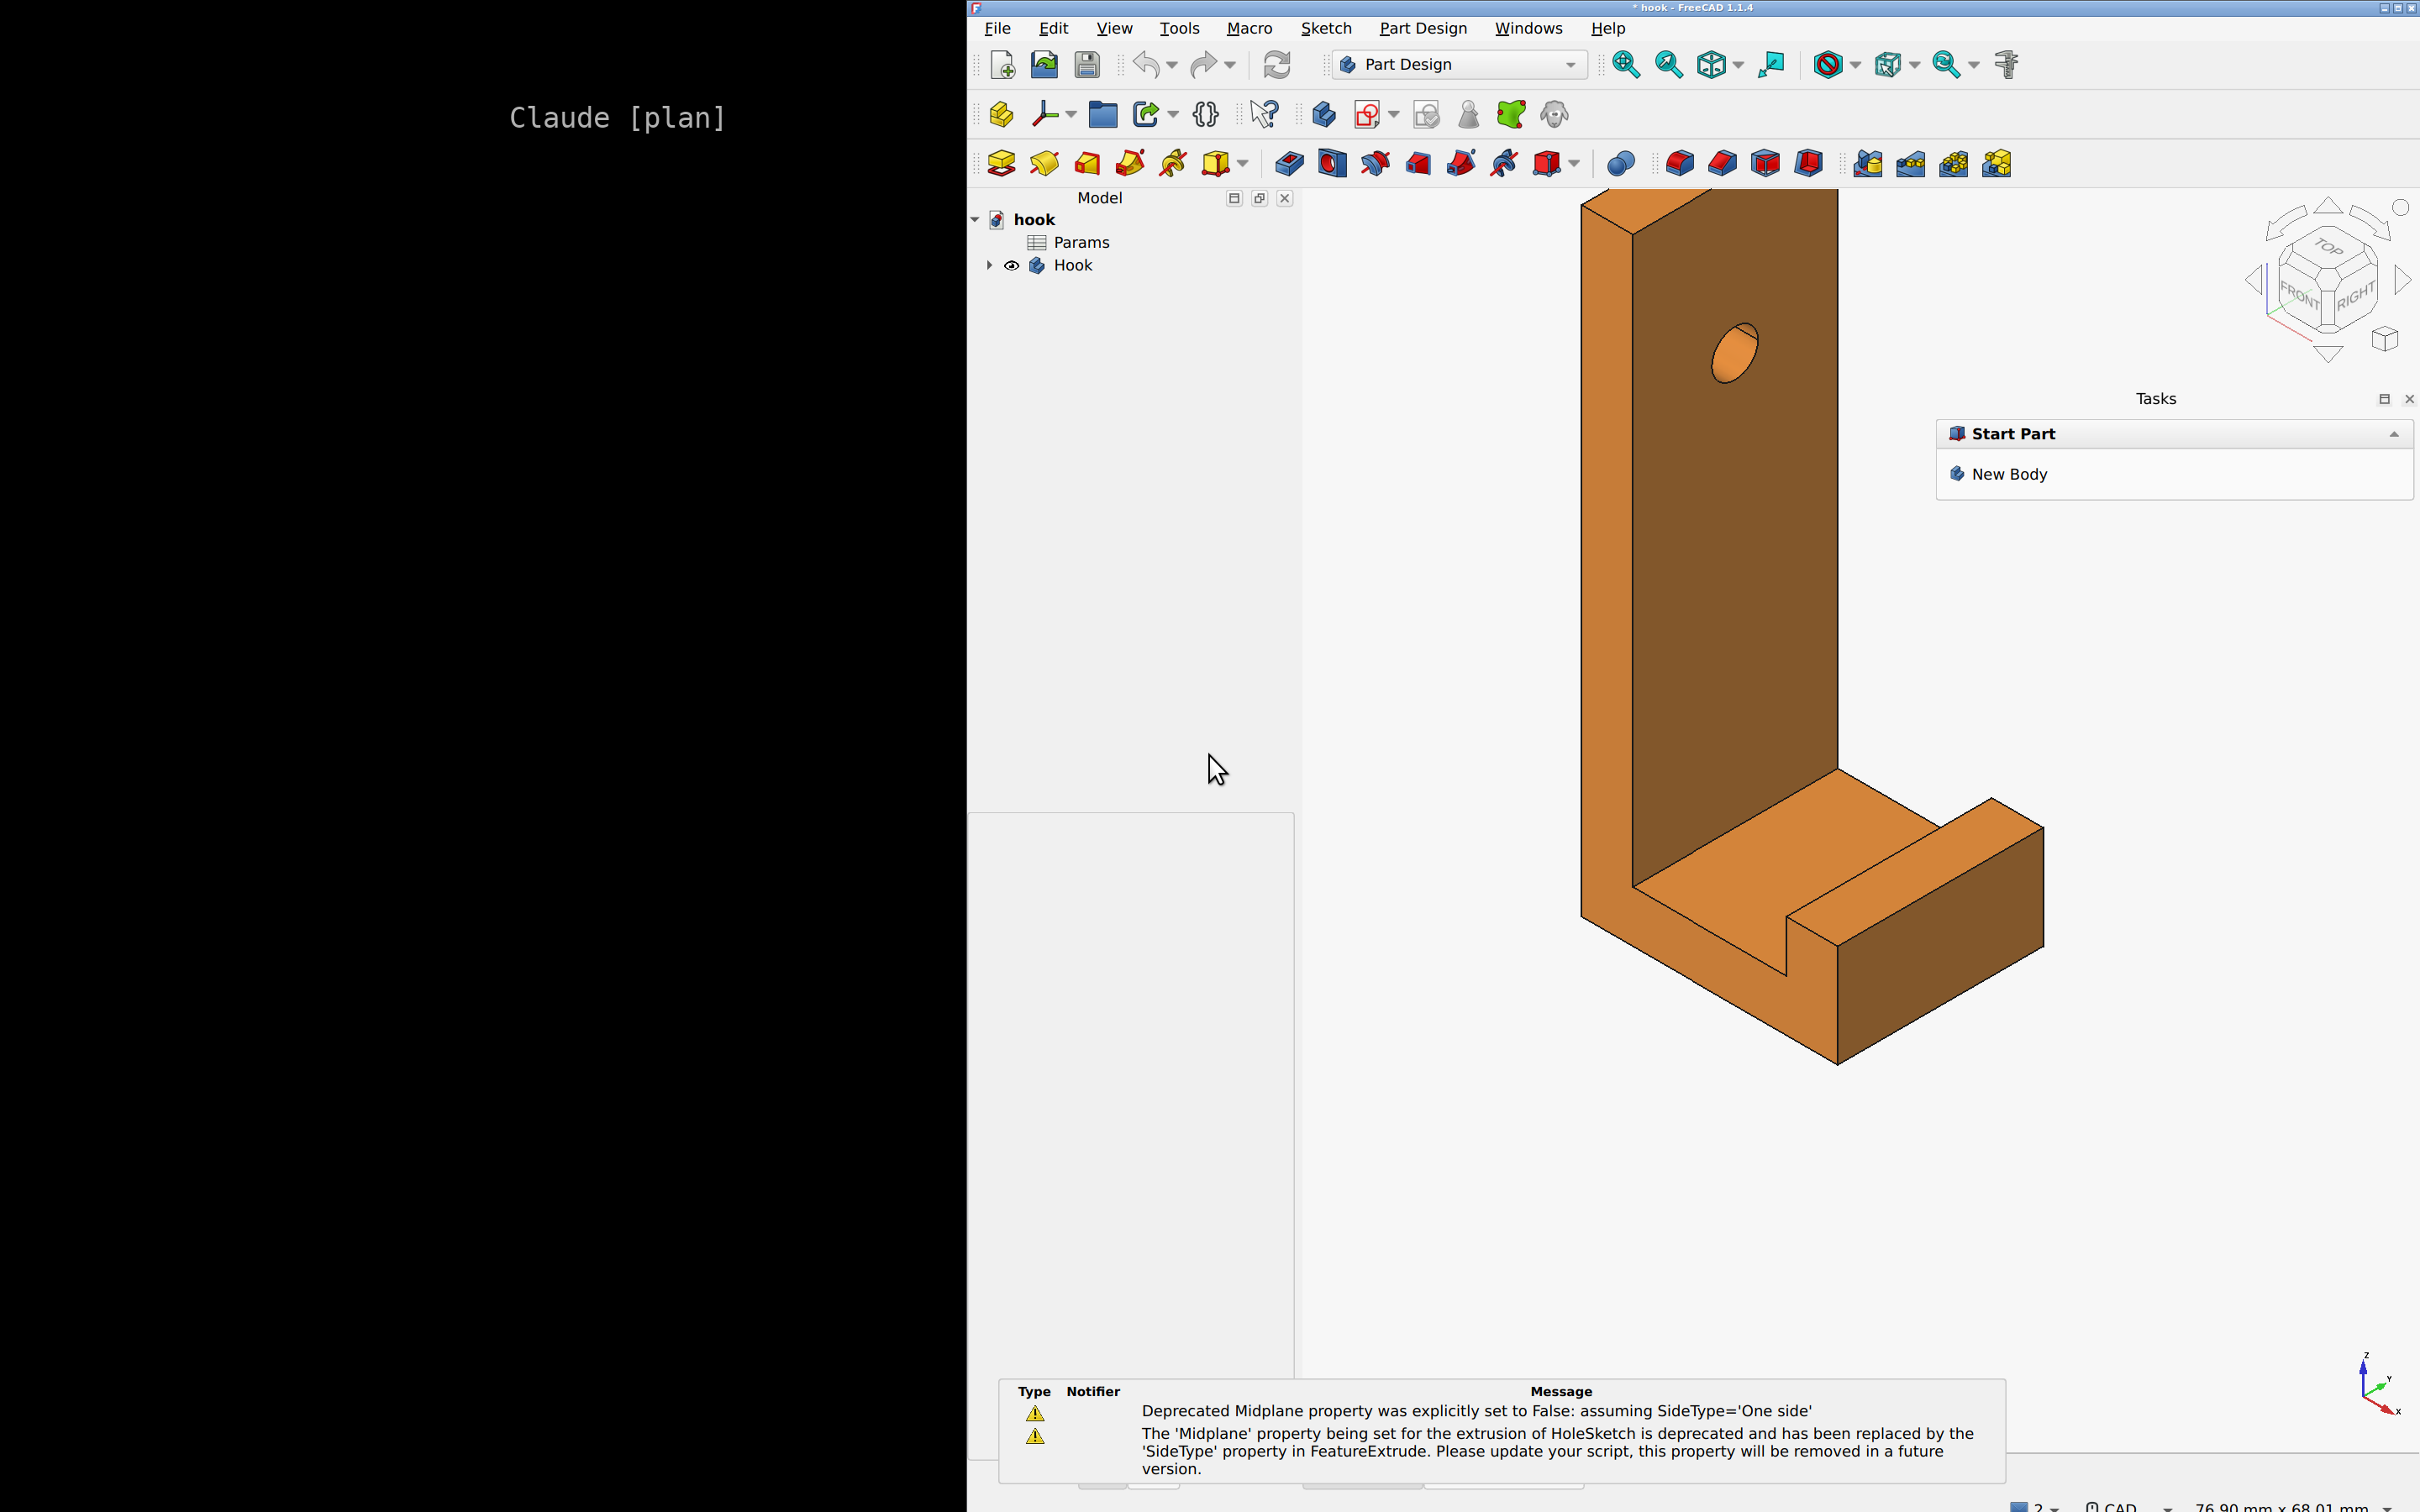 Claude [plan]
* hook - FreeCAD 1.1.4
File Edit View Tools Macro Sketch Part Design Windows Help
Part Design
Model
hook
Params
Hook
TOP
FRONT
RIGHT
Tasks
Start Part
New Body
Z
Y
X
Type Notifier Message
Deprecated Midplane property was explicitly set to False: assuming SideType='One side'
The 'Midplane' property being set for the extrusion of HoleSketch is deprecated and has been replaced by the
'SideType' property in FeatureExtrude. Please update your script, this property will be removed in a future
version.
2 CAD 76.90 mm x 68.01 mm